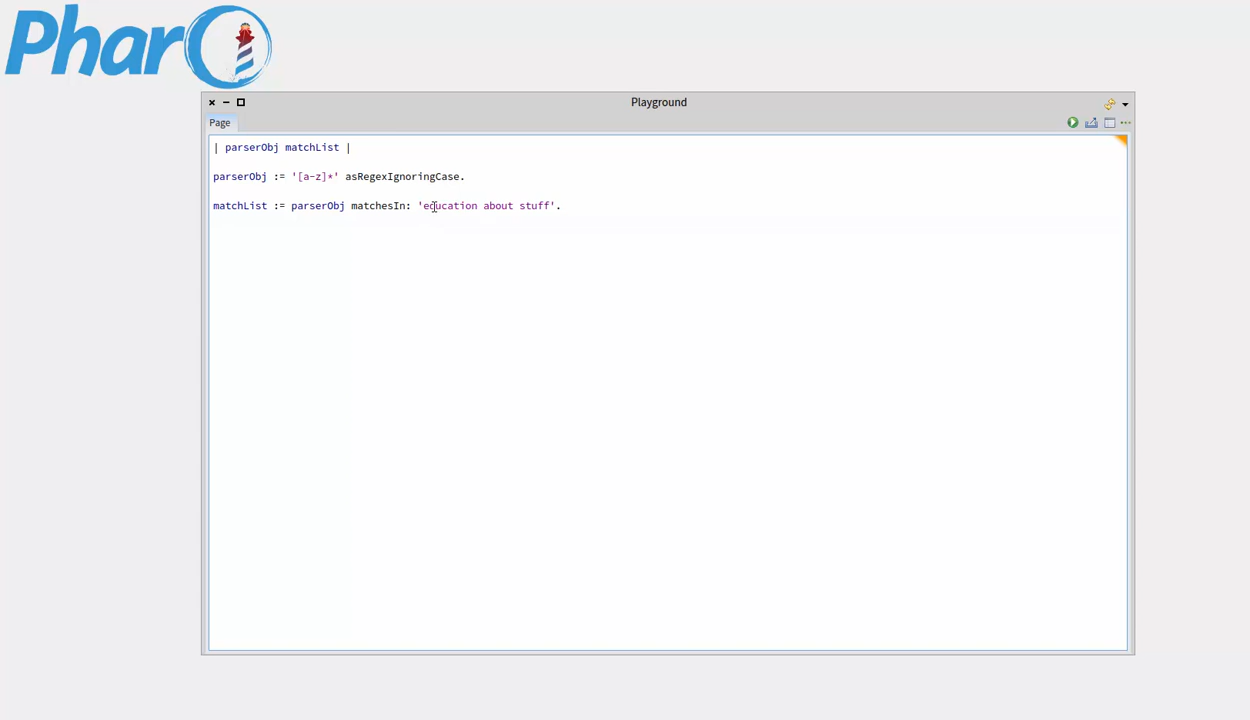 Pharo
Playground
Page
| parserObj matchList |
parserObj := '[a-z]*' asRegexIgnoringCase.
matchList := parserObj matchesIn: 'education about stuff'.